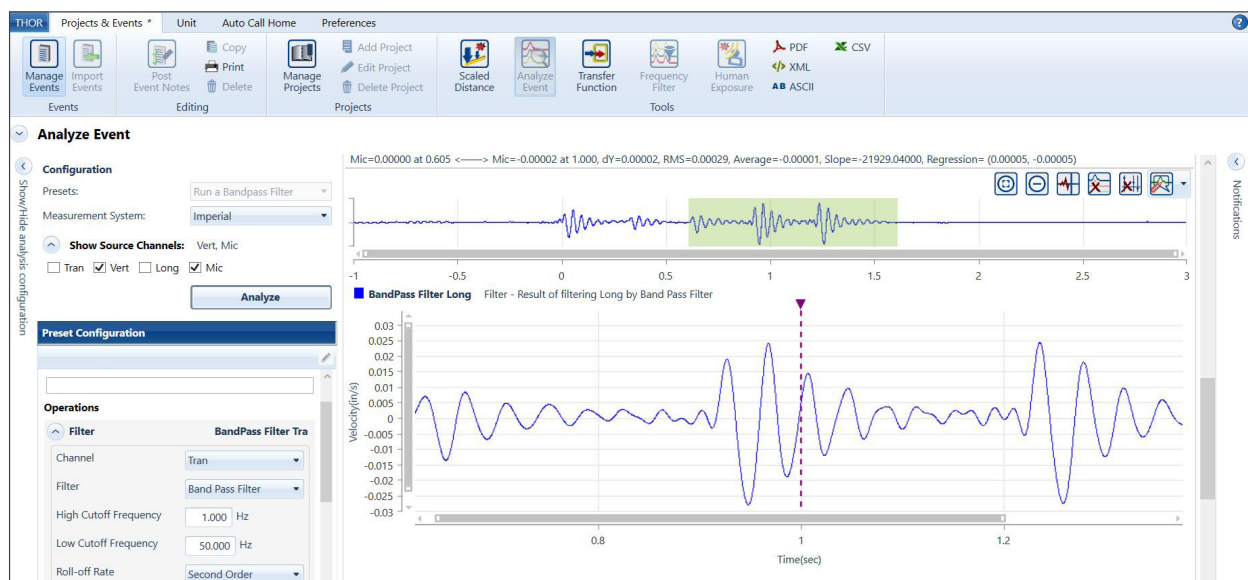 THOR Projects & Events * Unit Auto Call Home Preferences ?
Manage Events
Import Events
Events
Post Event Notes
Copy
Print
Delete
Editing
Manage Projects
Add Project
Edit Project
Delete Project
Projects
Scaled Distance
Analyze Event
Transfer Function
Frequency Filter
Human Exposure
PDF
CSV
</> XML
AB ASCII
Tools
Analyze Event
Show/Hide analysis configuration
Configuration
Presets: Run a Bandpass Filter
Measurement System: Imperial
Show Source Channels: Vert, Mic
Tran Vert Long Mic
Analyze
Preset Configuration
Operations
Filter BandPass Filter Tra
Channel Tran
Filter Band Pass Filter
High Cutoff Frequency 1.000 Hz
Low Cutoff Frequency 50.000 Hz
Roll-off Rate Second Order
Mic=0.00000 at 0.605 <——> Mic=-0.00002 at 1.000, dY=0.00002, RMS=0.00029, Average=-0.00001, Slope=-21929.04000, Regression= (0.00005, -0.00005)
-1 -0.5 0 0.5 1 1.5 2 2.5 3
BandPass Filter Long Filter - Result of filtering Long by Band Pass Filter
Velocity(in/s)
0.03
0.025
0.02
0.015
0.01
0.005
0
-0.005
-0.01
-0.015
-0.02
-0.025
-0.03
0.8 1 1.2
Time(sec)
Notifications